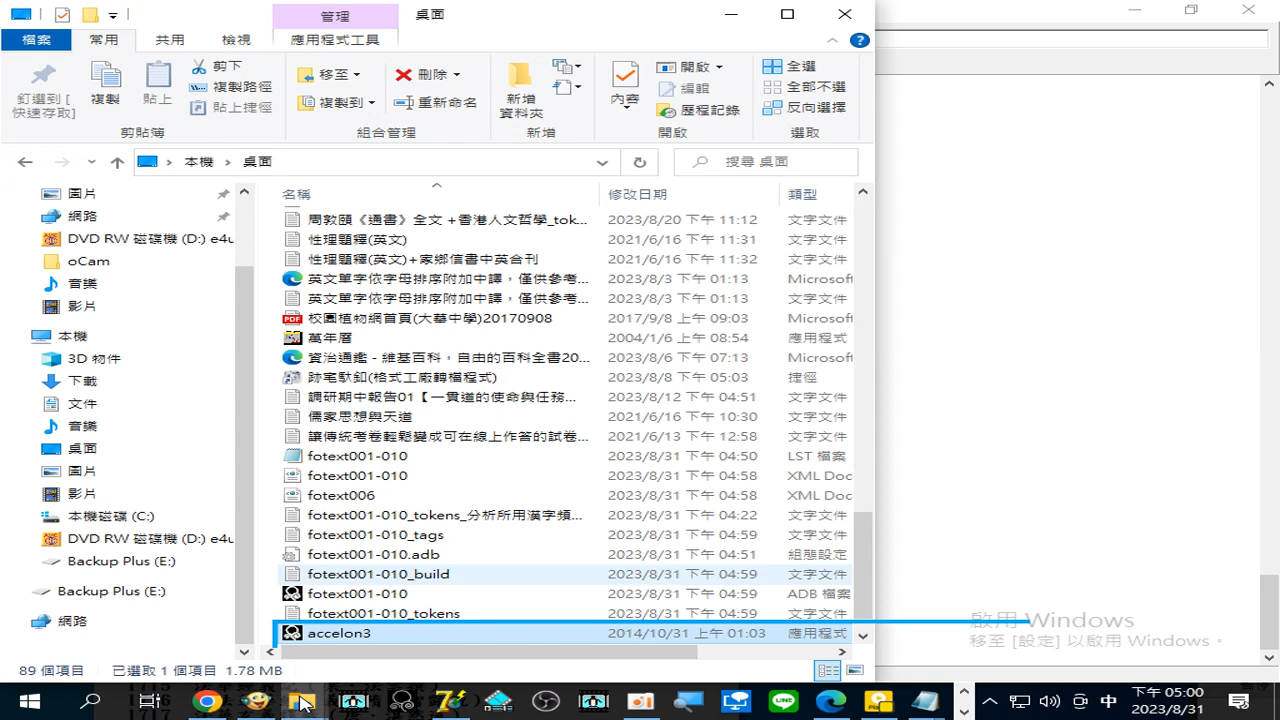 管理
桌面
檔案
常用
共用
檢視
應用程式工具
釘選到 [
快速存取]
複製
貼上
剪下
複製路徑
貼上捷徑
剪貼簿
移至
複製到
刪除
重新命名
組合管理
新增
資料夾
新增
內容
開啟
編輯
歷程記錄
開啟
全選
全部不選
反向選擇
選取
本機
桌面
搜尋 桌面
圖片
網路
DVD RW 磁碟機 (D:) e4u
oCam
音樂
影片
本機
3D 物件
下載
文件
音樂
桌面
圖片
影片
本機磁碟 (C:)
DVD RW 磁碟機 (D:) e4u
Backup Plus (E:)
Backup Plus (E:)
網路
名稱 修改日期 類型
周敦頤《通書》全文 +香港人文哲學_tok... 2023/8/20 下午 11:12 文字文件
性理題釋(英文) 2021/6/16 下午 11:31 文字文件
性理題釋(英文)+家鄉信書中英合刊 2021/6/16 下午 11:32 文字文件
英文單字依字母排序附加中譯，僅供參考... 2023/8/3 下午 01:13 Microsoft
英文單字依字母排序附加中譯，僅供參考... 2023/8/3 下午 01:13 文字文件
校園植物網首頁(大華中學)20170908 2017/9/8 上午 09:03 Microsoft
萬年曆 2004/1/6 上午 08:54 應用程式
資治通鑑 - 維基百科，自由的百科全書20... 2023/8/6 下午 07:13 Microsoft
(格式工廠轉檔程式) 2023/8/8 下午 05:03 捷徑
調研期中報告01【一貫道的使命與任務... 2023/8/12 下午 04:51 文字文件
儒家思想與天道 2021/6/16 下午 10:30 文字文件
讓傳統考卷輕鬆變成可在線上作答的試卷... 2021/6/13 下午 12:58 文字文件
fotext001-010 2023/8/31 下午 04:50 LST 檔案
fotext001-010 2023/8/31 下午 04:58 XML Doc
fotext006 2023/8/31 下午 04:58 XML Doc
fotext001-010_tokens_分析所用漢字頻... 2023/8/31 下午 04:22 文字文件
fotext001-010_tags 2023/8/31 下午 04:59 文字文件
fotext001-010.adb 2023/8/31 下午 04:51 組態設定
fotext001-010_build 2023/8/31 下午 04:59 文字文件
fotext001-010 2023/8/31 下午 04:59 ADB 檔案
fotext001-010_tokens 2023/8/31 下午 04:59 文字文件
accelon3 2014/10/31 上午 01:03 應用程式
89 個項目 已選取 1 個項目 1.78 MB
啟用 Windows
移至 [設定] 以啟用 Windows。
中
下午 05:00
2023/8/31